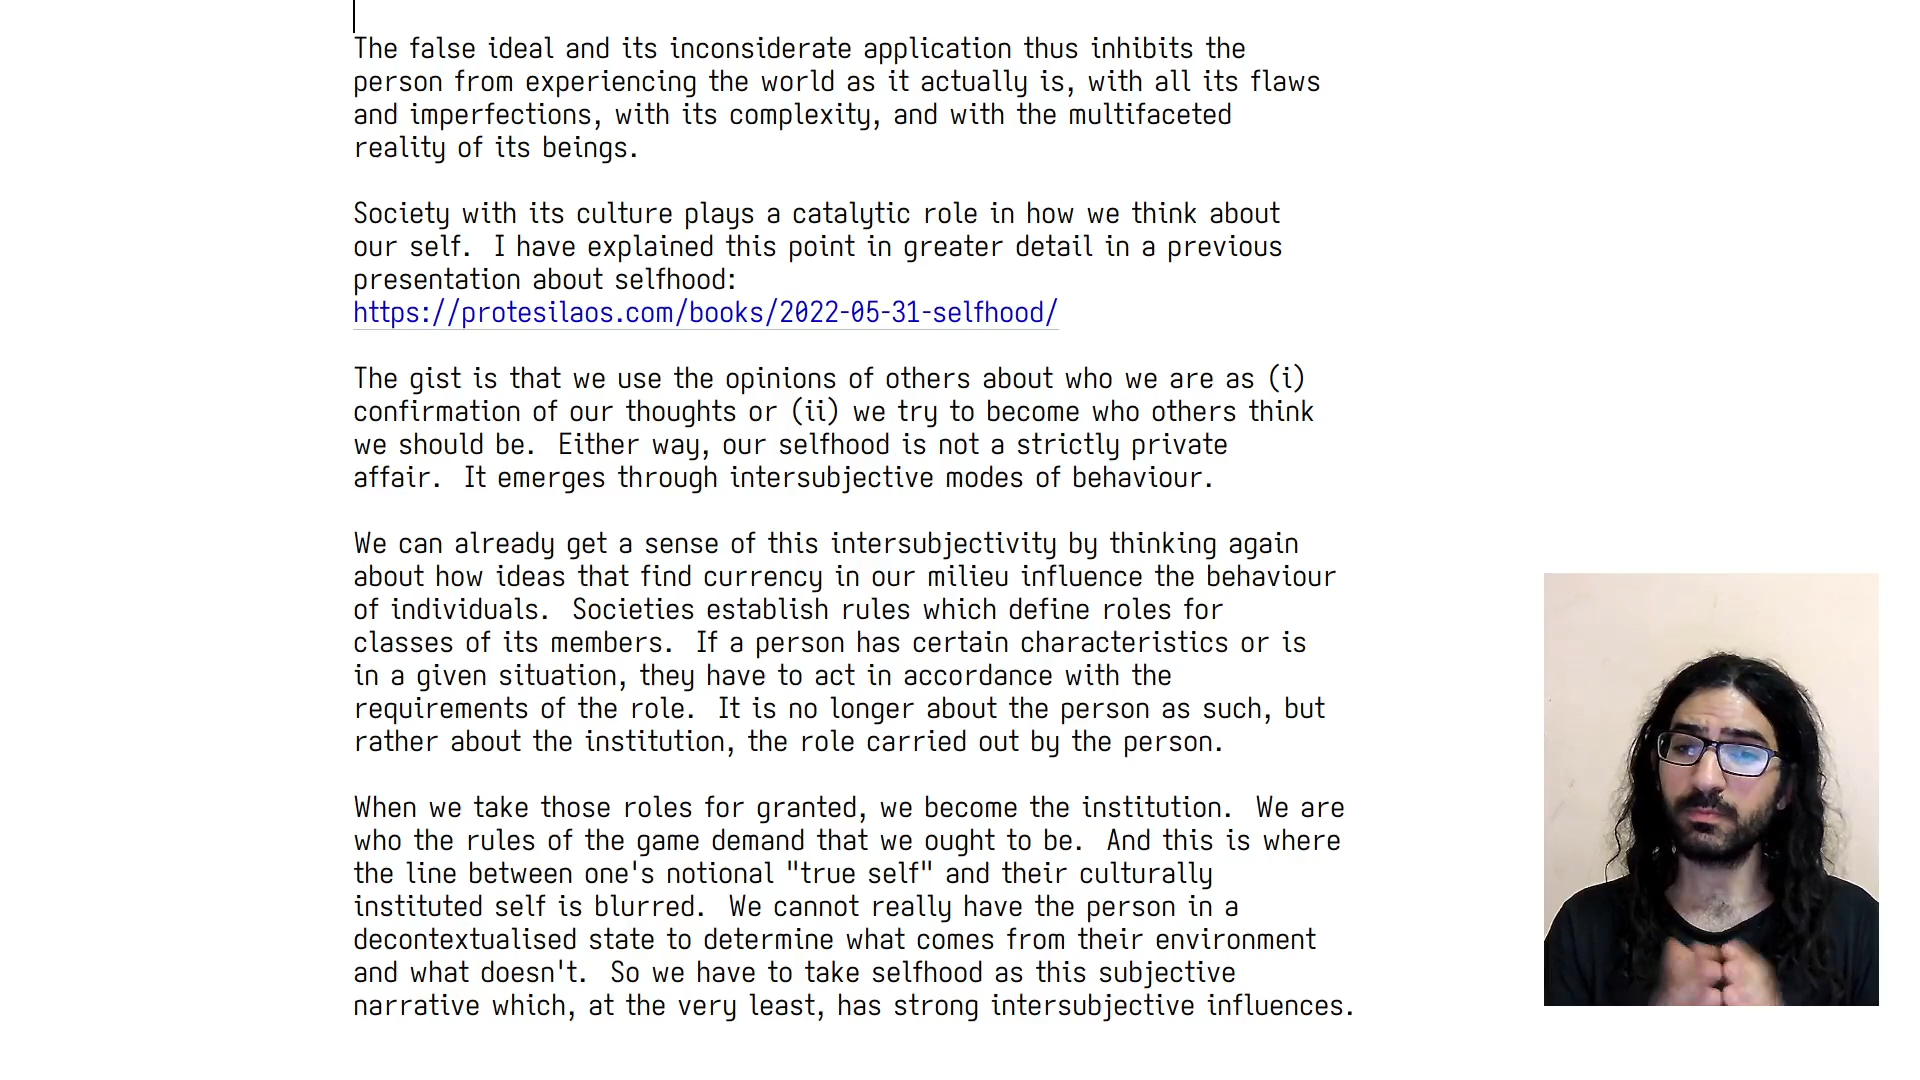 The false ideal and its inconsiderate application thus inhibits the
person from experiencing the world as it actually is, with all its flaws
and imperfections, with its complexity, and with the multifaceted
reality of its beings.
Society with its culture plays a catalytic role in how we think about
our self.  I have explained this point in greater detail in a previous
presentation about selfhood:
https://protesilaos.com/books/2022-05-31-selfhood/
The gist is that we use the opinions of others about who we are as (i)
confirmation of our thoughts or (ii) we try to become who others think
we should be.  Either way, our selfhood is not a strictly private
affair.  It emerges through intersubjective modes of behaviour.
We can already get a sense of this intersubjectivity by thinking again
about how ideas that find currency in our milieu influence the behaviour
of individuals.  Societies establish rules which define roles for
classes of its members.  If a person has certain characteristics or is
in a given situation, they have to act in accordance with the
requirements of the role.  It is no longer about the person as such, but
rather about the institution, the role carried out by the person.
When we take those roles for granted, we become the institution.  We are
who the rules of the game demand that we ought to be.  And this is where
the line between one's notional "true self" and their culturally
instituted self is blurred.  We cannot really have the person in a
decontextualised state to determine what comes from their environment
and what doesn't.  So we have to take selfhood as this subjective
narrative which, at the very least, has strong intersubjective influences.